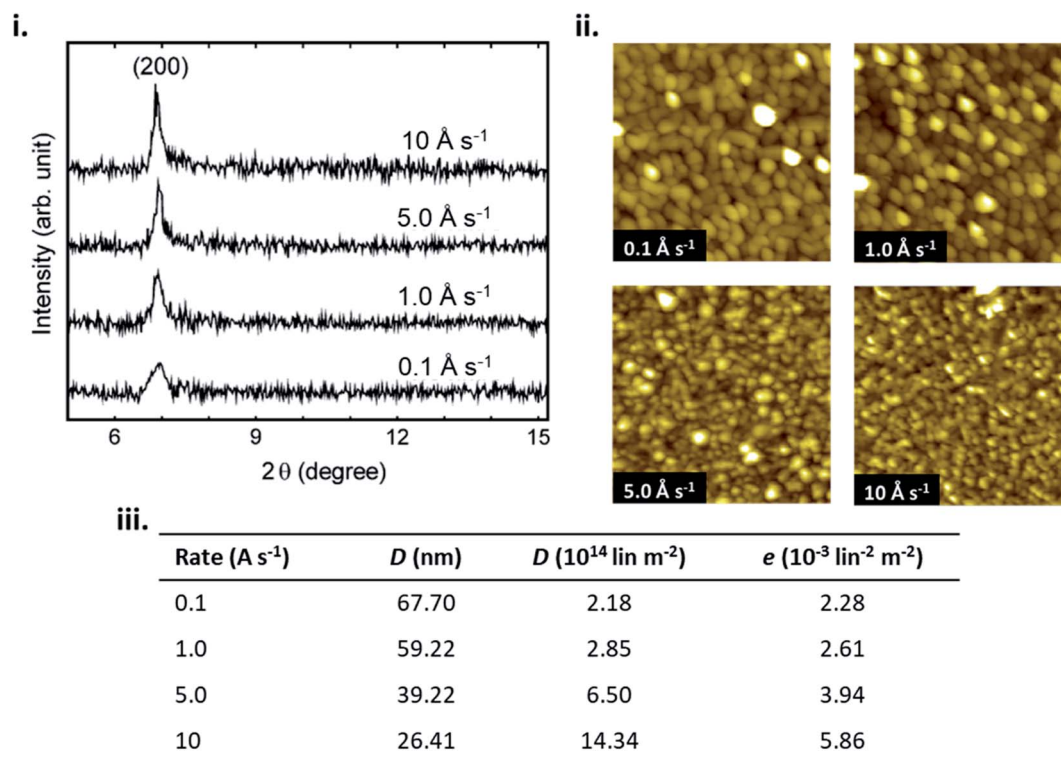 i.
(200)
10 Å s-1
5.0 Å s-1
1.0 Å s-1
0.1 Å s-1
Intensity (arb. unit)
6 9 12 15
2 θ (degree)
ii.
0.1 Å s-1
1.0 Å s-1
5.0 Å s-1
10 Å s-1
iii.
Rate (A s-1) D (nm) D (10^14 lin m-2) e (10-3 lin-2 m-2)
0.1 67.70 2.18 2.28
1.0 59.22 2.85 2.61
5.0 39.22 6.50 3.94
10 26.41 14.34 5.86